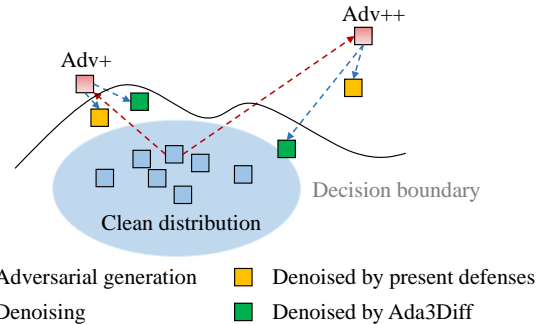 Adv++
Adv+
Decision boundary
Clean distribution
Adversarial generation
Denoised by present defenses
Denoising
Denoised by Ada3Diff